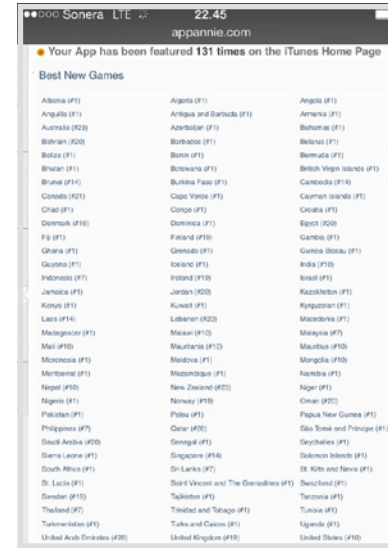 Sonera LTE 22.45
appannie.com
Your App has been featured 131 times on the iTunes Home Page
Best New Games
Albania (#1) Algeria (#1) Angola (#1)
Anguilla (#1) Antigua and Barbuda (#1) Armenia (#1)
Australia (#23) Azerbaijan (#1) Bahamas (#1)
Bahrain (#20) Barbados (#1) Belarus (#1)
Belize (#1) Benin (#1) Bermuda (#1)
Bhutan (#1) Botswana (#1) British Virgin Islands (#1)
Brunei (#14) Burkina Faso (#1) Cambodia (#14)
Canada (#21) Cape Verde (#1) Cayman Islands (#1)
Chad (#1) Congo (#1) Croatia (#1)
Denmark (#19) Dominica (#1) Egypt (#20)
Fiji (#1) Finland (#19) Gambia (#1)
Ghana (#1) Grenada (#1) Guinea Bissau (#1)
Guyana (#1) Iceland (#1) India (#10)
Indonesia (#7) Ireland (#19) Israel (#1)
Jamaica (#1) Jordan (#20) Kazakhstan (#1)
Kenya (#1) Kuwait (#1) Kyrgyzstan (#1)
Laos (#14) Lebanon (#20) Macedonia (#1)
Madagascar (#1) Malawi (#10) Malaysia (#7)
Mali (#10) Mauritania (#10) Mauritius (#10)
Micronesia (#1) Moldova (#1) Mongolia (#10)
Montserrat (#1) Mozambique (#1) Namibia (#1)
Nepal (#10) New Zealand (#23) Niger (#1)
Nigeria (#1) Norway (#19) Oman (#20)
Pakistan (#1) Palau (#1) Papua New Guinea (#1)
Philippines (#7) Qatar (#20) São Tomé and Príncipe (#1)
Saudi Arabia (#20) Senegal (#1) Seychelles (#1)
Sierra Leone (#1) Singapore (#14) Solomon Islands (#1)
South Africa (#1) Sri Lanka (#7) St. Kitts and Nevis (#1)
St. Lucia (#1) Saint Vincent and The Grenadines (#1) Swaziland (#1)
Sweden (#19) Tajikistan (#1) Tanzania (#1)
Thailand (#7) Trinidad and Tobago (#1) Tunisia (#1)
Turkmenistan (#1) Turks and Caicos (#1) Uganda (#1)
United Arab Emirates (#20) United Kingdom (#19) United States (#10)